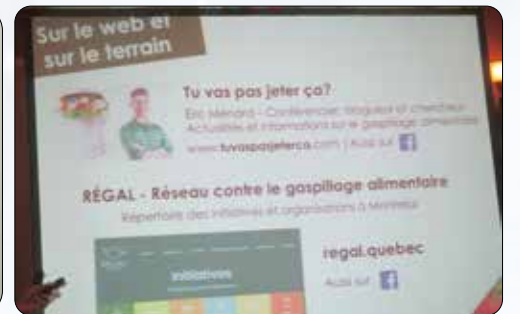 Sur le web et
sur le terrain
Tu vas pas jeter ça?
Éric Ménard - Conférencier, blogueur et chercheur
Actualités et informations sur le gaspillage alimentaire
www.tuvaspasjeterca.com | Aussi sur
RÉGAL - Réseau contre le gaspillage alimentaire
Répertoire des initiatives et organisations à Montréal
regal.quebec
Aussi sur
Initiatives